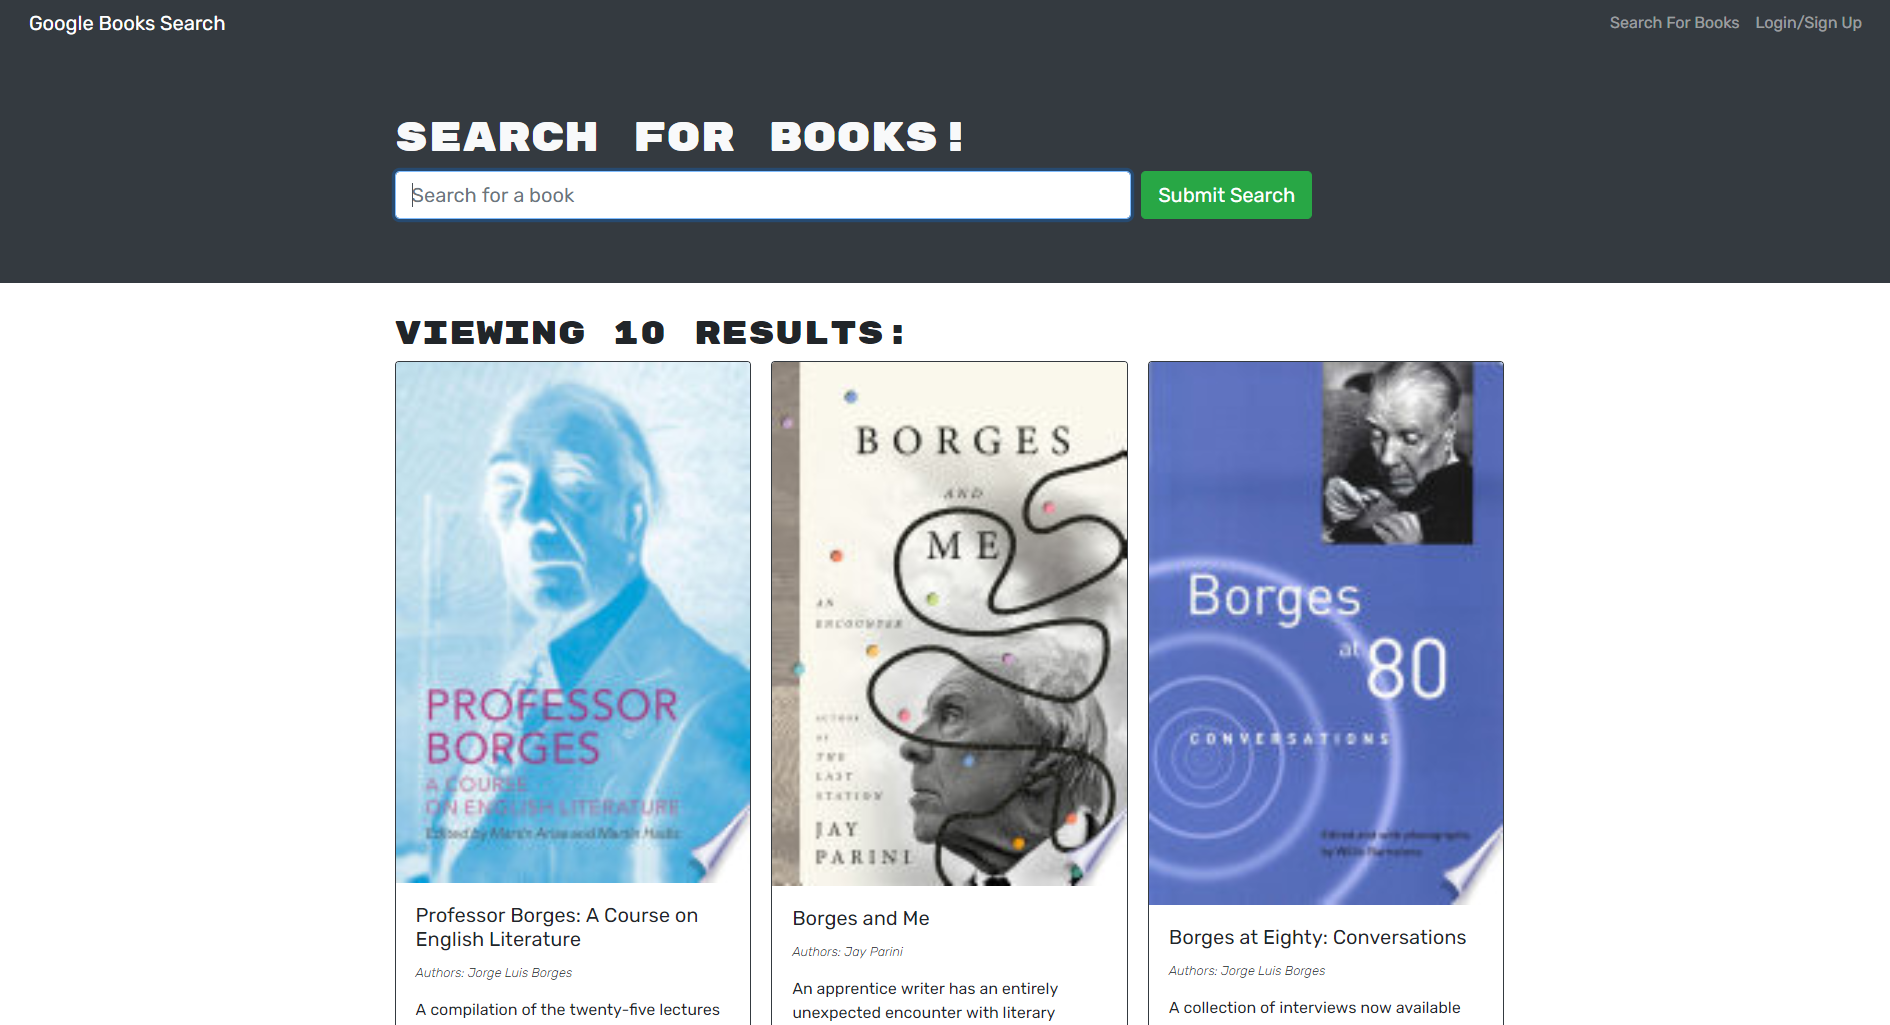 Google Books Search
Search For Books
Login/Sign Up
SEARCH FOR BOOKS!
Search for a book
Submit Search
VIEWING 10 RESULTS:
PROFESSOR
BORGES
A COURSE
ON ENGLISH LITERATURE
Edited by Martín Arias and Martín Hadis
Professor Borges: A Course on
English Literature
Authors: Jorge Luis Borges
A compilation of the twenty-five lectures
BORGES
AND
ME
AN
ENCOUNTER
AUTHOR
OF
THE
LAST
STATION
JAY
PARINI
Borges and Me
Authors: Jay Parini
An apprentice writer has an entirely
unexpected encounter with literary
Borges
at 80
CONVERSATIONS
Edited and with photographs
by Willis Barnstone
Borges at Eighty: Conversations
Authors: Jorge Luis Borges
A collection of interviews now available